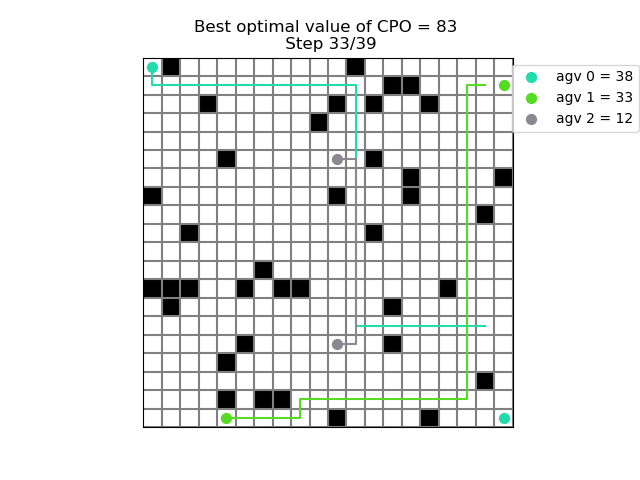 Best optimal value of CPO = 83
Step 33/39
agv 0 = 38
agv 1 = 33
agv 2 = 12